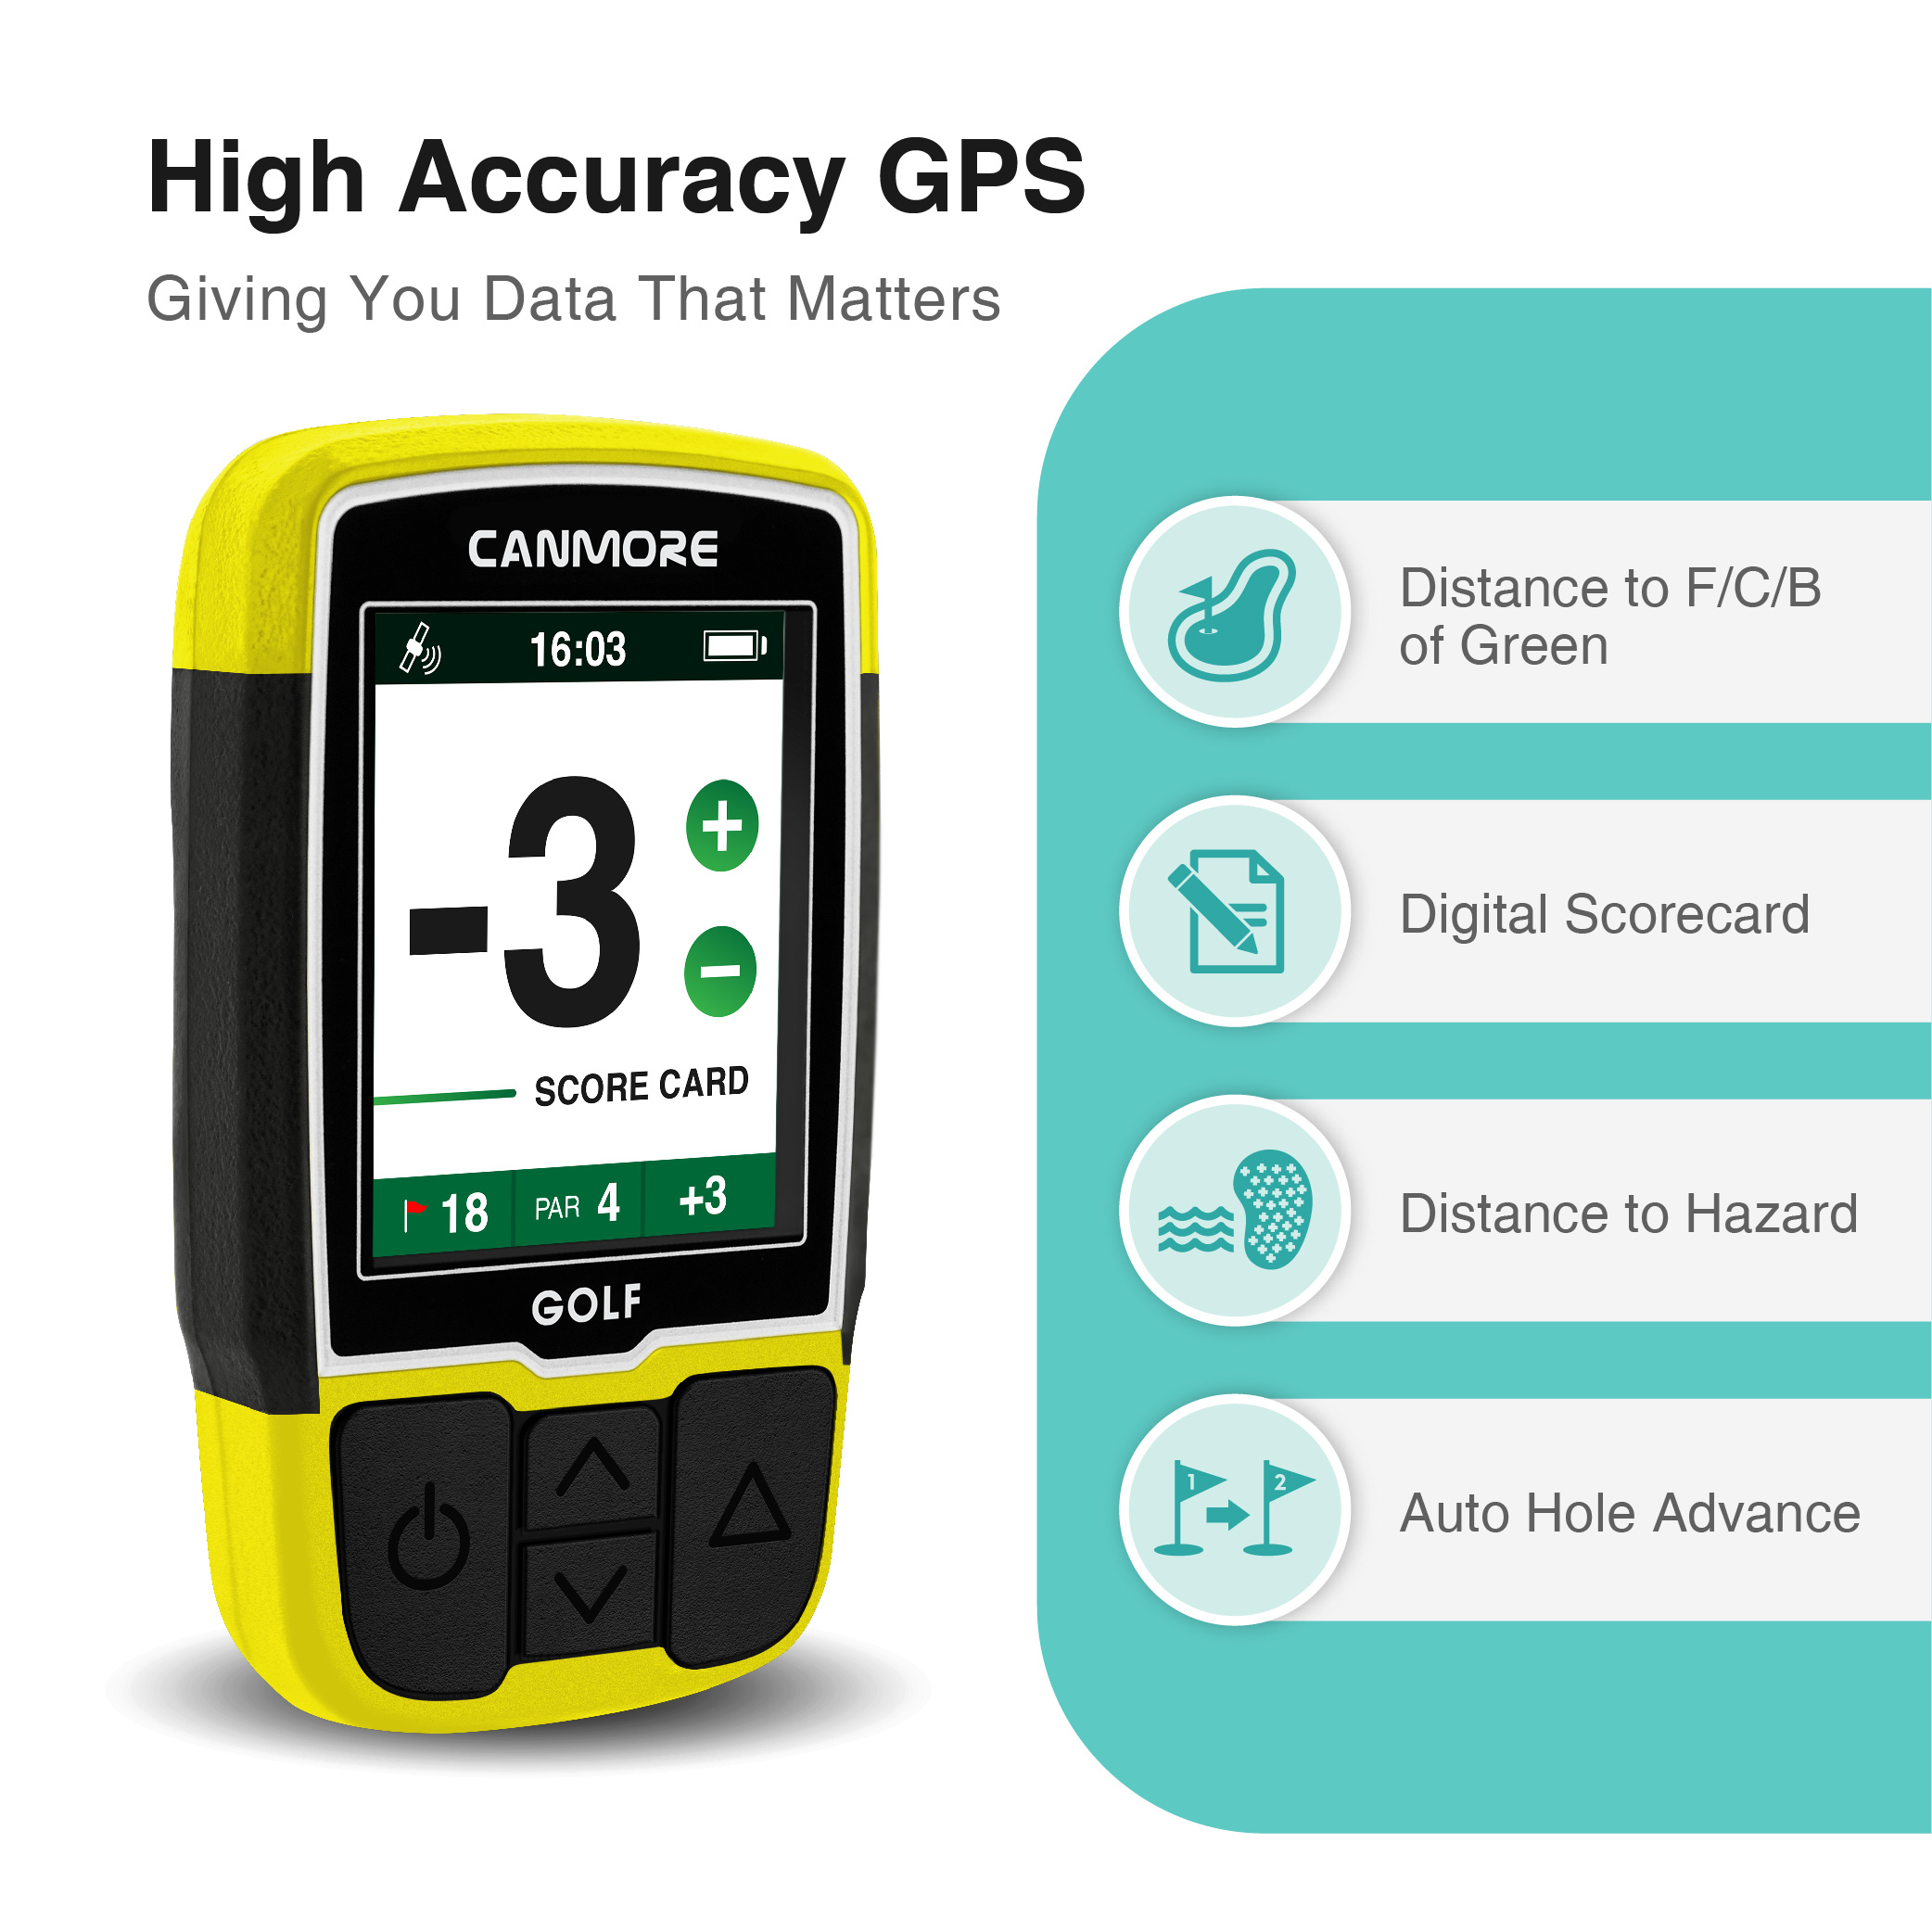 High Accuracy GPS
Giving You Data That Matters
CANMORE
16:03
-3
+
−
SCORE CARD
18 PAR 4 +3
GOLF
Distance to F/C/B
of Green
Digital Scorecard
Distance to Hazard
1 2
Auto Hole Advance